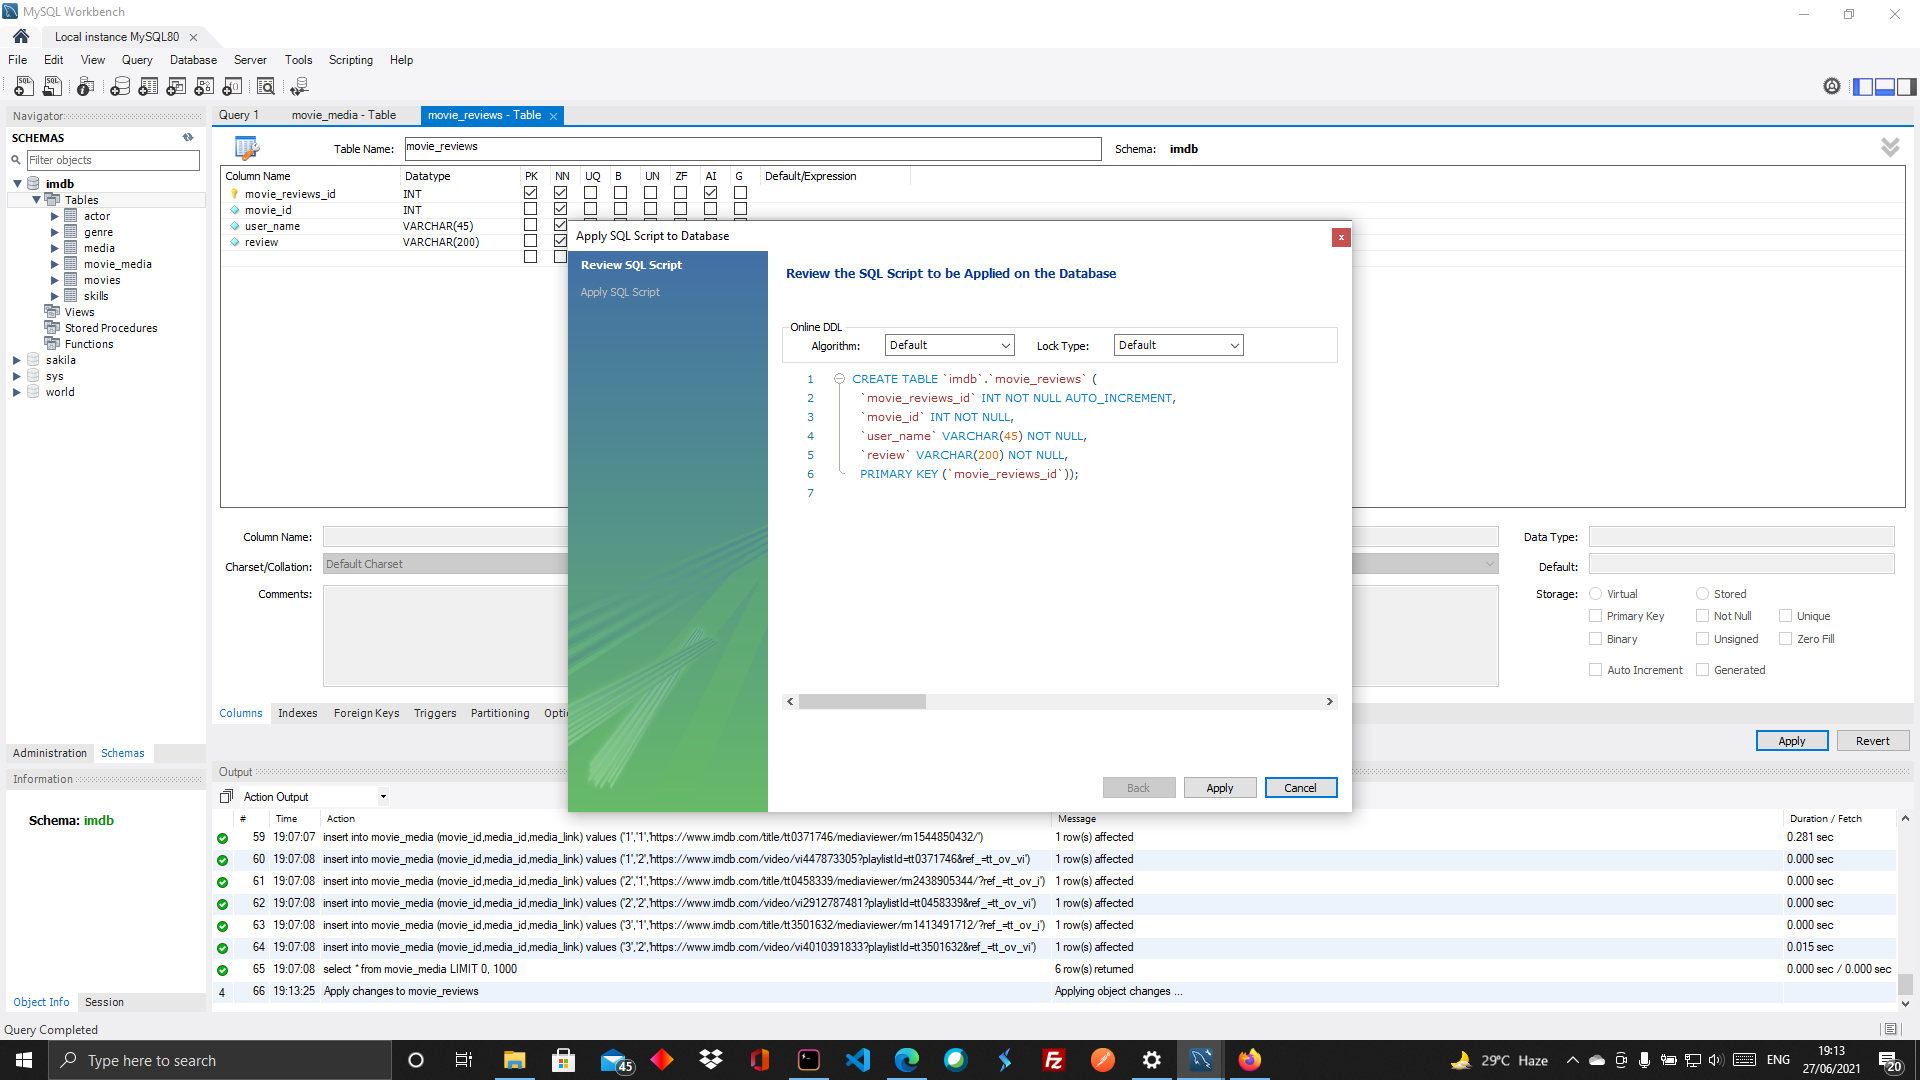 MySQL Workbench
Local instance MySQL80
File Edit View Query Database Server Tools Scripting Help
Navigator
SCHEMAS
Filter objects
imdb
Tables
actor
genre
media
movie_media
movies
skills
Views
Stored Procedures
Functions
sakila
sys
world
Administration Schemas
Information
Schema: imdb
Object Info Session
Query Completed
Query 1 movie_media - Table movie_reviews - Table
Table Name: movie_reviews Schema: imdb
Column Name Datatype PK NN UQ B UN ZF AI G Default/Expression
movie_reviews_id INT
movie_id INT
user_name VARCHAR(45)
review VARCHAR(200)
Apply SQL Script to Database
Review SQL Script
Apply SQL Script
Review the SQL Script to be Applied on the Database
Online DDL
Algorithm: Default Lock Type: Default
1 CREATE TABLE `imdb`.`movie_reviews` (
2 `movie_reviews_id` INT NOT NULL AUTO_INCREMENT,
3 `movie_id` INT NOT NULL,
4 `user_name` VARCHAR(45) NOT NULL,
5 `review` VARCHAR(200) NOT NULL,
6 PRIMARY KEY (`movie_reviews_id`));
7
Back Apply Cancel
Column Name: Data Type:
Charset/Collation: Default Charset Default:
Comments: Storage: Virtual Stored
Primary Key Not Null Unique
Binary Unsigned Zero Fill
Auto Increment Generated
Columns Indexes Foreign Keys Triggers Partitioning Optio
Apply Revert
Output
Action Output
# Time Action Message Duration / Fetch
59 19:07:07 insert into movie_media (movie_id,media_id,media_link) values ('1','1','https://www.imdb.com/title/tt0371746/mediaviewer/rm1544850432/') 1 row(s) affected 0.281 sec
60 19:07:08 insert into movie_media (movie_id,media_id,media_link) values ('1','2','https://www.imdb.com/video/vi447873305?playlistId=tt0371746&ref_=tt_ov_vi') 1 row(s) affected 0.000 sec
61 19:07:08 insert into movie_media (movie_id,media_id,media_link) values ('2','1','https://www.imdb.com/title/tt0458339/mediaviewer/rm2438905344/?ref_=tt_ov_i') 1 row(s) affected 0.000 sec
62 19:07:08 insert into movie_media (movie_id,media_id,media_link) values ('2','2','https://www.imdb.com/video/vi2912787481?playlistId=tt0458339&ref_=tt_ov_vi') 1 row(s) affected 0.000 sec
63 19:07:08 insert into movie_media (movie_id,media_id,media_link) values ('3','1','https://www.imdb.com/title/tt3501632/mediaviewer/rm1413491712/?ref_=tt_ov_i') 1 row(s) affected 0.000 sec
64 19:07:08 insert into movie_media (movie_id,media_id,media_link) values ('3','2','https://www.imdb.com/video/vi4010391833?playlistId=tt3501632&ref_=tt_ov_vi') 1 row(s) affected 0.015 sec
65 19:07:08 select * from movie_media LIMIT 0, 1000 6 row(s) returned 0.000 sec / 0.000 sec
4 66 19:13:25 Apply changes to movie_reviews Applying object changes ...
Type here to search
45
29°C Haze
ENG
19:13
27/06/2021
20